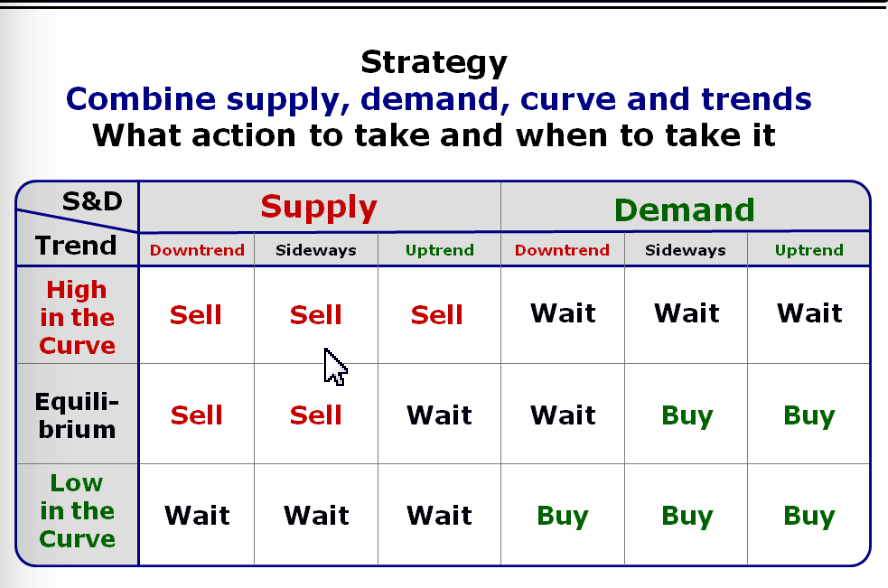 Strategy
Combine supply, demand, curve and trends
What action to take and when to take it
S&D Supply Demand
Trend Downtrend Sideways Uptrend Downtrend Sideways Uptrend
High
in the
Curve
Sell Sell Sell Wait Wait Wait
Equili-
brium
Sell Sell Wait Wait Buy Buy
Low
in the
Curve
Wait Wait Wait Buy Buy Buy